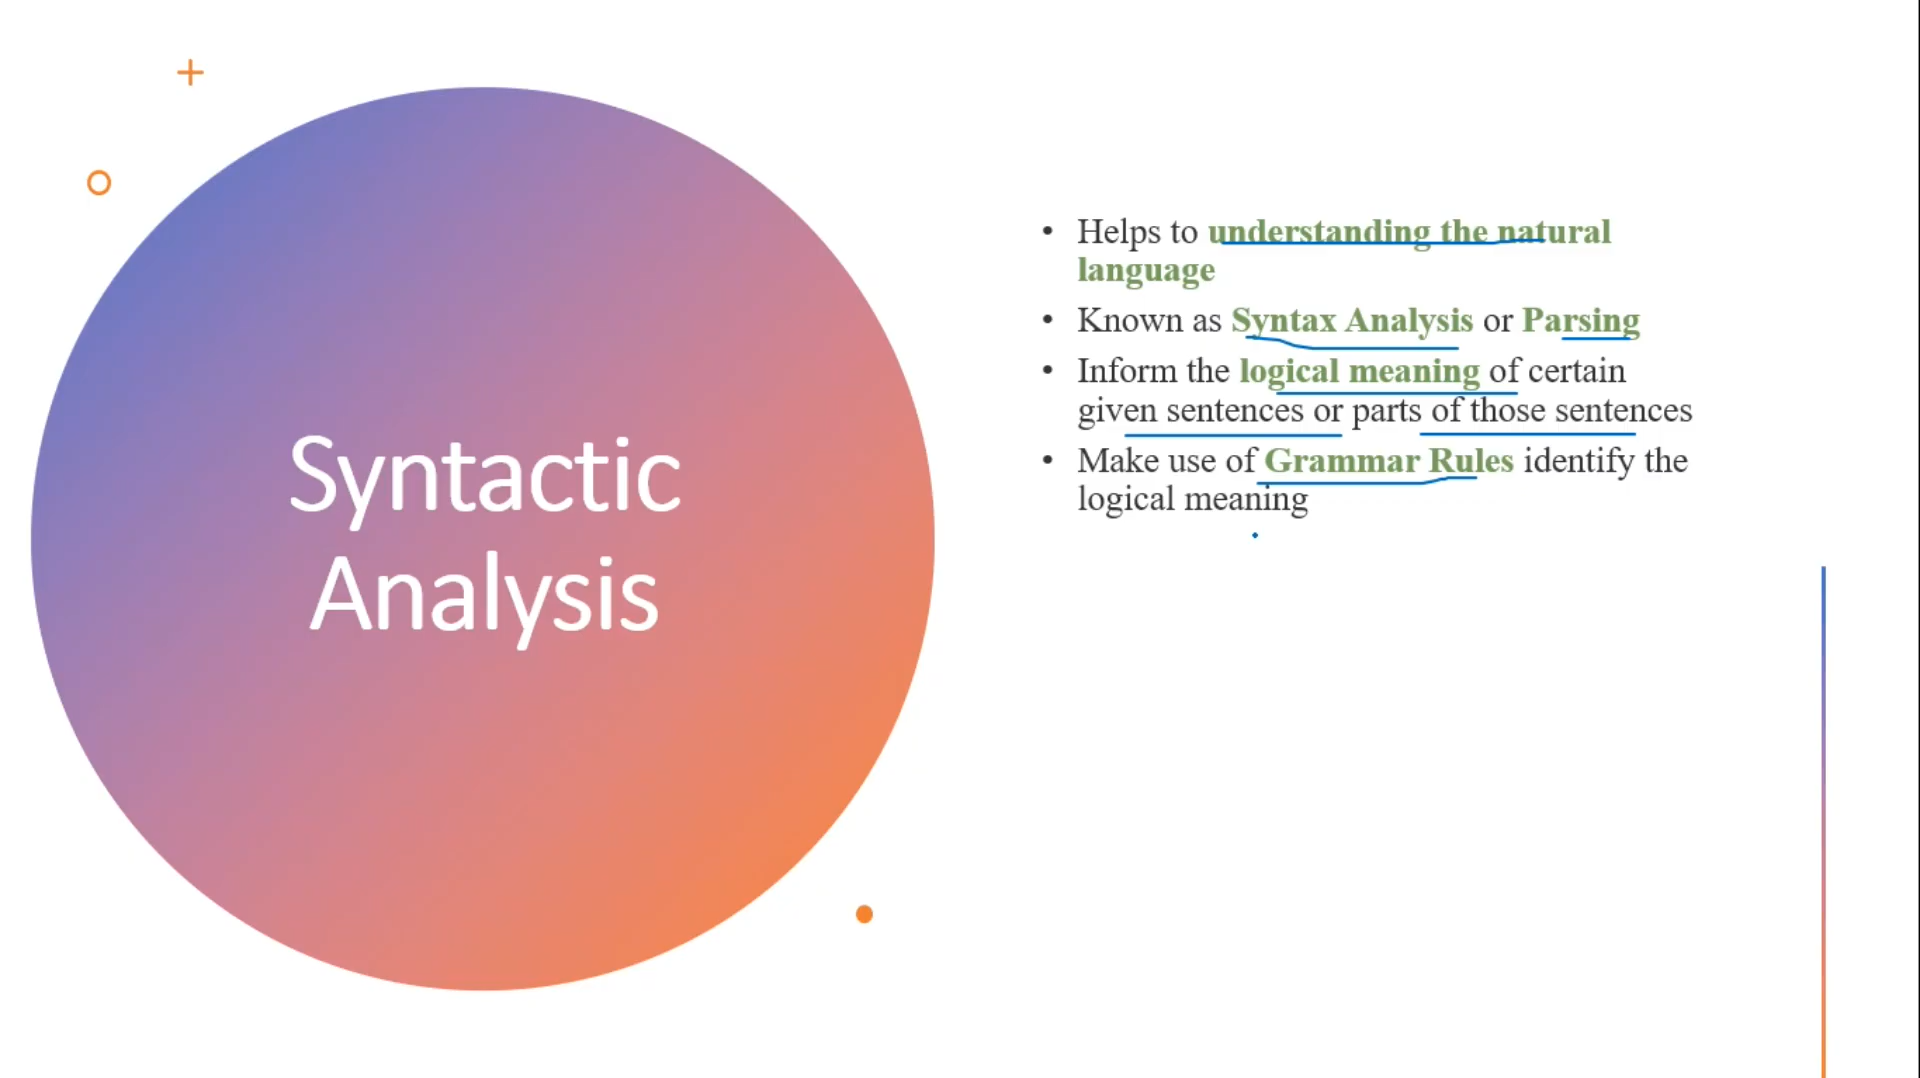 Syntactic
Analysis
• Helps to understanding the natural
language
• Known as Syntax Analysis or Parsing
• Inform the logical meaning of certain
given sentences or parts of those sentences
• Make use of Grammar Rules identify the
logical meaning